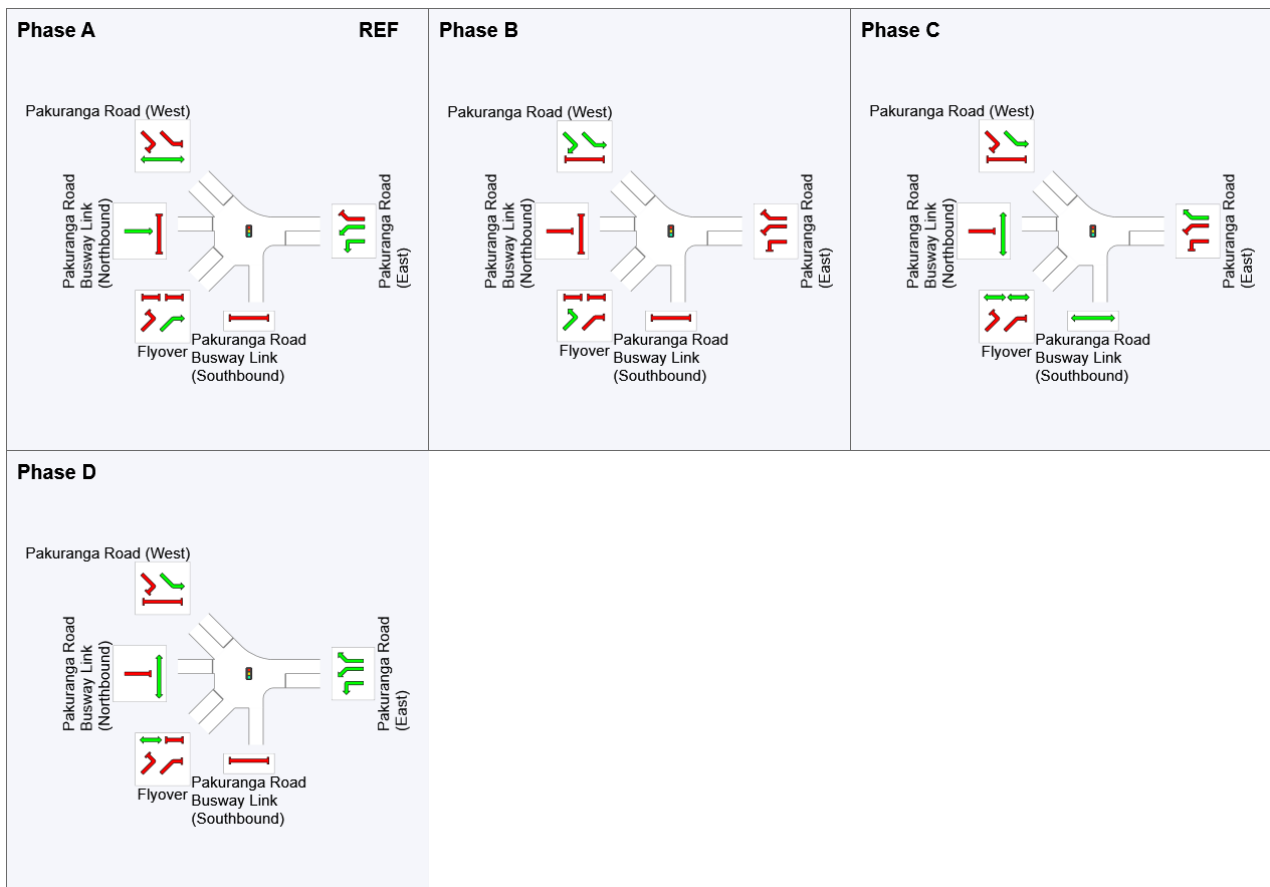 Phase A
REF
Pakuranga Road (West)
Pakuranga Road
Busway Link
(Northbound)
Pakuranga Road
(East)
Flyover
Pakuranga Road
Busway Link
(Southbound)
Phase B
Pakuranga Road (West)
Pakuranga Road
Busway Link
(Northbound)
Pakuranga Road
(East)
Flyover
Pakuranga Road
Busway Link
(Southbound)
Phase C
Pakuranga Road (West)
Pakuranga Road
Busway Link
(Northbound)
Pakuranga Road
(East)
Flyover
Pakuranga Road
Busway Link
(Southbound)
Phase D
Pakuranga Road (West)
Pakuranga Road
Busway Link
(Northbound)
Pakuranga Road
(East)
Flyover
Pakuranga Road
Busway Link
(Southbound)